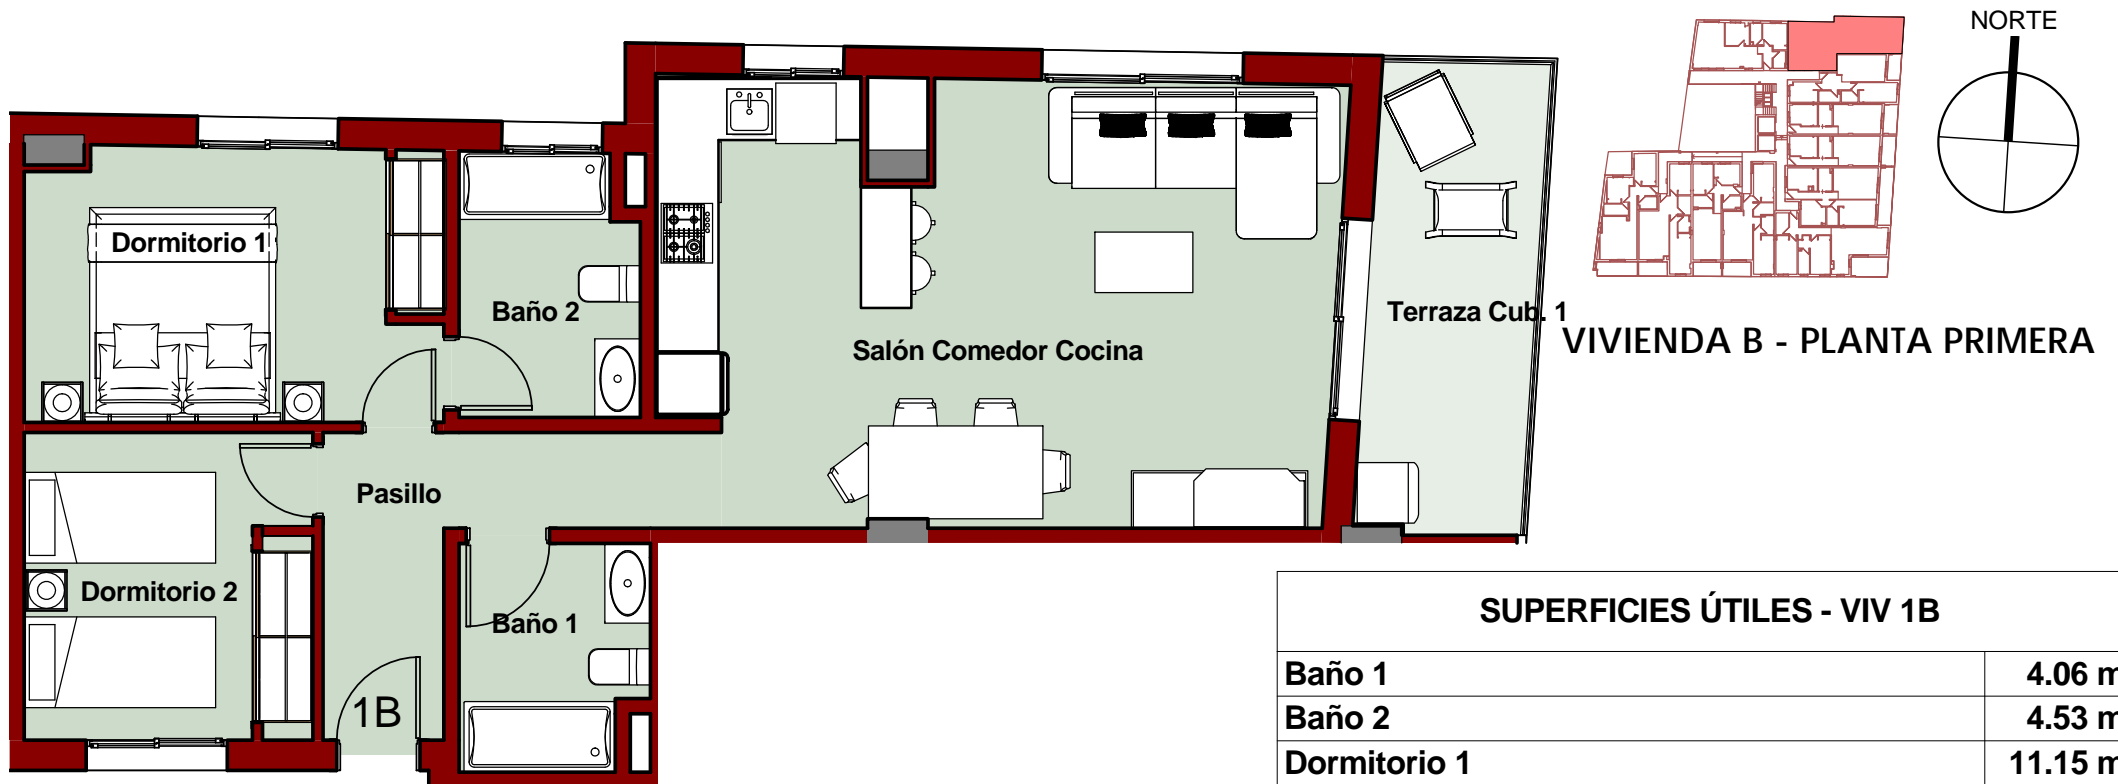 NORTE
Dormitorio 1
Baño 2
Terraza Cub. 1
Salón Comedor Cocina
VIVIENDA B - PLANTA PRIMERA
Pasillo
Dormitorio 2
Baño 1
1B
SUPERFICIES ÚTILES - VIV 1B
Baño 1 4.06 m
Baño 2 4.53 m
Dormitorio 1 11.15 m